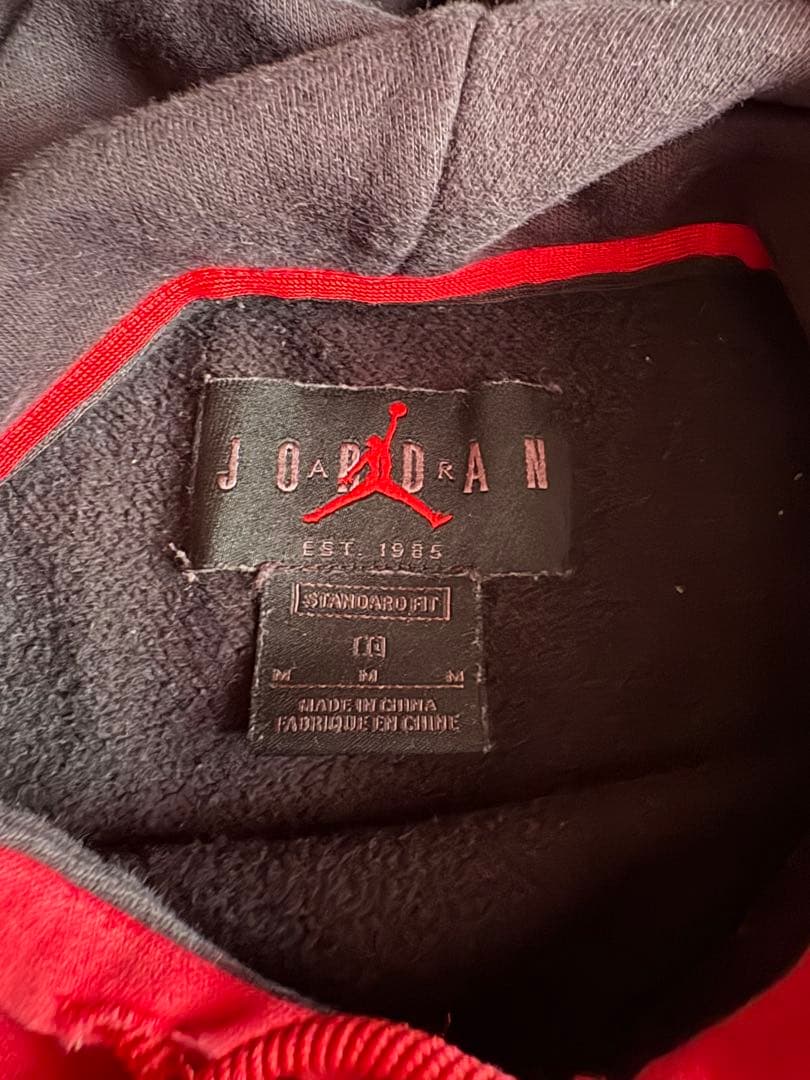 JORDAN
AIR
EST. 1985
STANDARD FIT
M M M
MADE IN CHINA
FABRIQUE EN CHINE